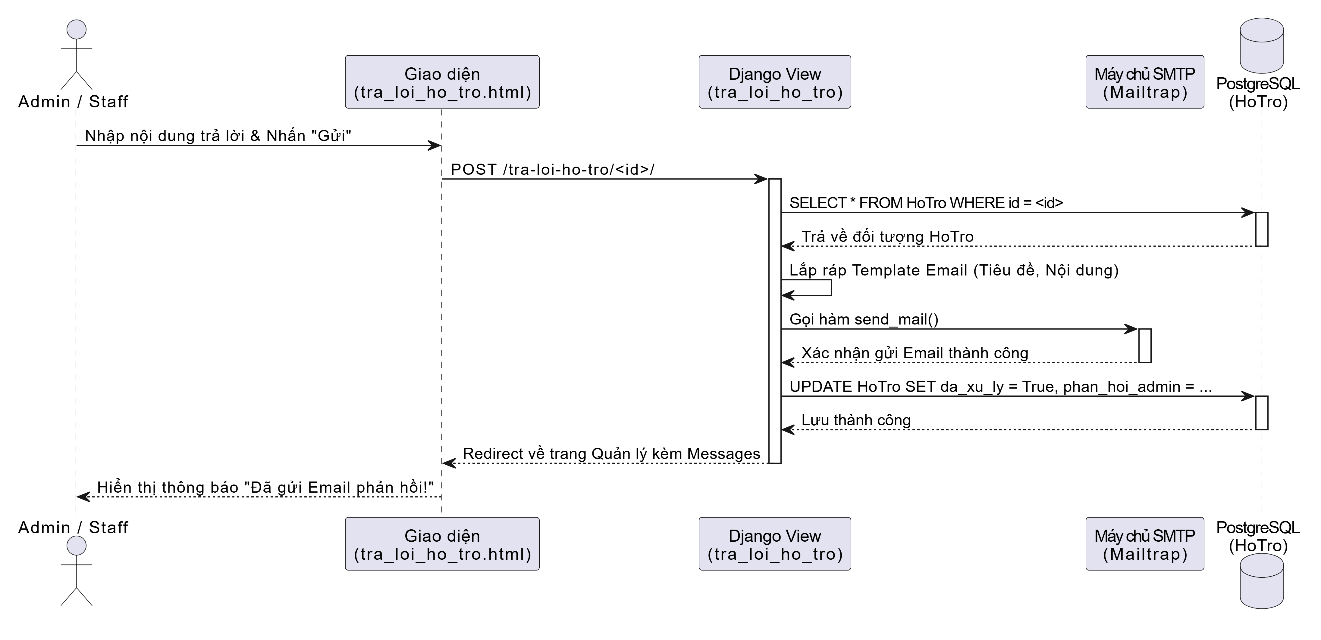 Admin / Staff
Giao diện
(tra_loi_ho_tro.html)
Django View
(tra_loi_ho_tro)
Máy chủ SMTP
(Mailtrap)
PostgreSQL
(HoTro)
Nhập nội dung trả lời & Nhấn "Gửi"
POST /tra-loi-ho-tro/<id>/
SELECT * FROM HoTro WHERE id = <id>
Trả về đối tượng HoTro
Lắp ráp Template Email (Tiêu đề, Nội dung)
Gọi hàm send_mail()
Xác nhận gửi Email thành công
UPDATE HoTro SET da_xu_ly = True, phan_hoi_admin = ...
Lưu thành công
Redirect về trang Quản lý kèm Messages
Hiển thị thông báo "Đã gửi Email phản hồi!"
Admin / Staff
Giao diện
(tra_loi_ho_tro.html)
Django View
(tra_loi_ho_tro)
Máy chủ SMTP
(Mailtrap)
PostgreSQL
(HoTro)